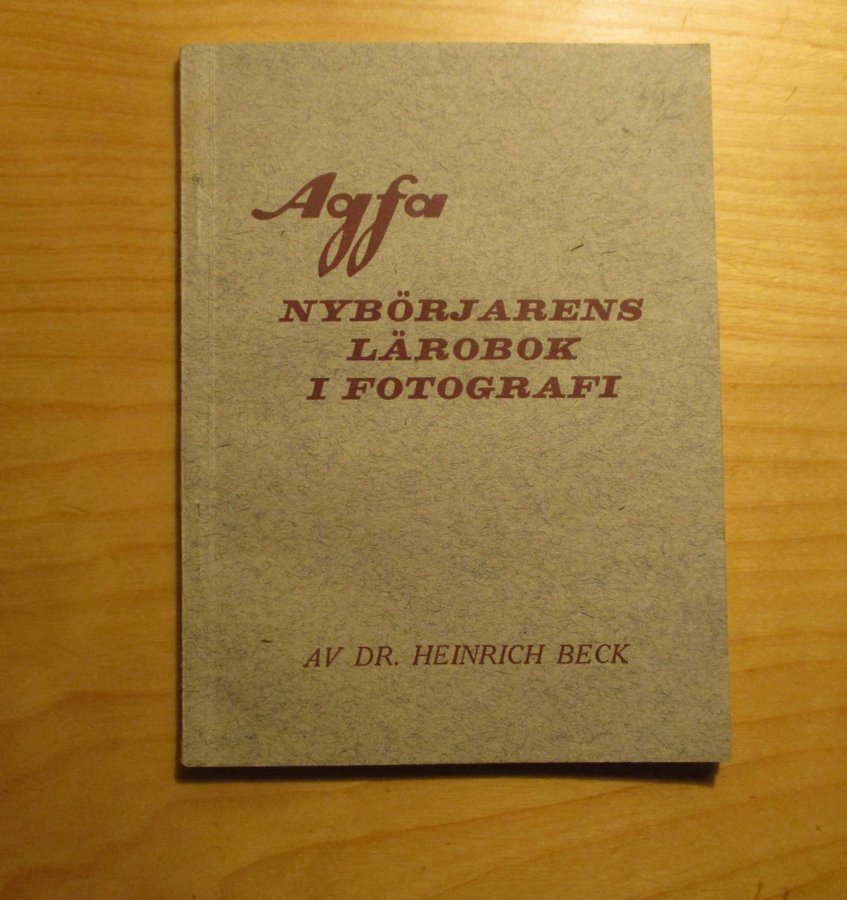 Agfa
NYBÖRJARENS
LÄROBOK
I FOTOGRAFI
AV DR. HEINRICH BECK